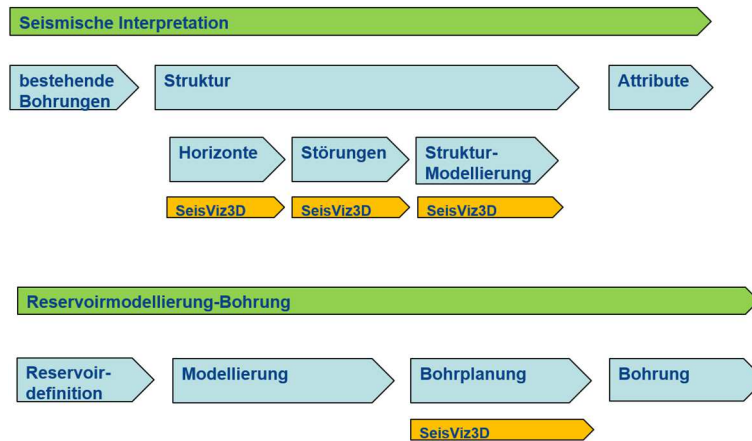 Seismische Interpretation
bestehende
Bohrungen
Struktur
Attribute
Horizonte
Störungen
Struktur-
Modellierung
SeisViz3D
SeisViz3D
SeisViz3D
Reservoirmodellierung-Bohrung
Reservoir-
definition
Modellierung
Bohrplanung
Bohrung
SeisViz3D